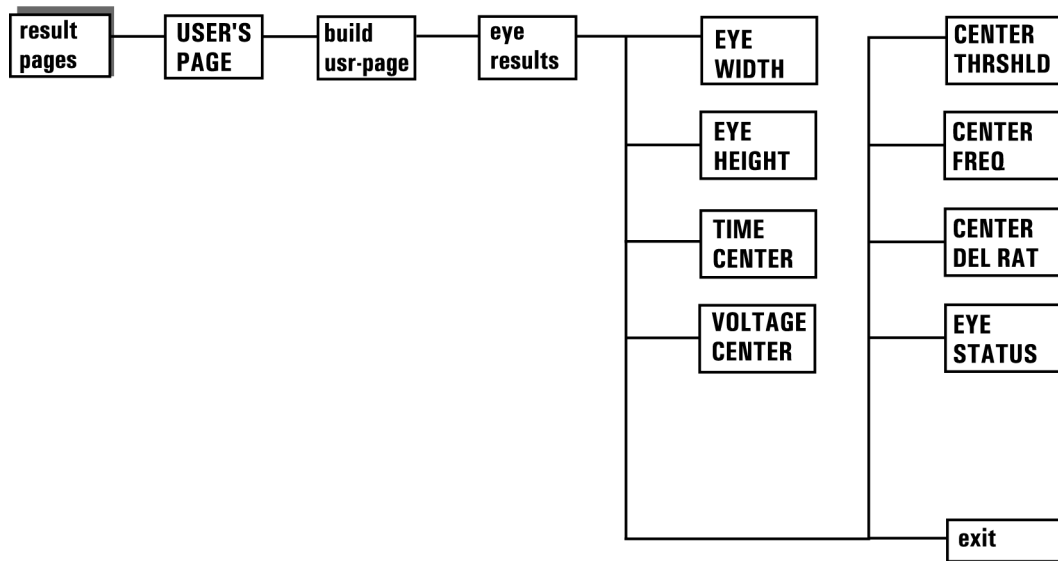 result
pages
USER'S
PAGE
build
usr-page
eye
results
EYE
WIDTH
EYE
HEIGHT
TIME
CENTER
VOLTAGE
CENTER
CENTER
THRSHLD
CENTER
FREQ
CENTER
DEL RAT
EYE
STATUS
exit